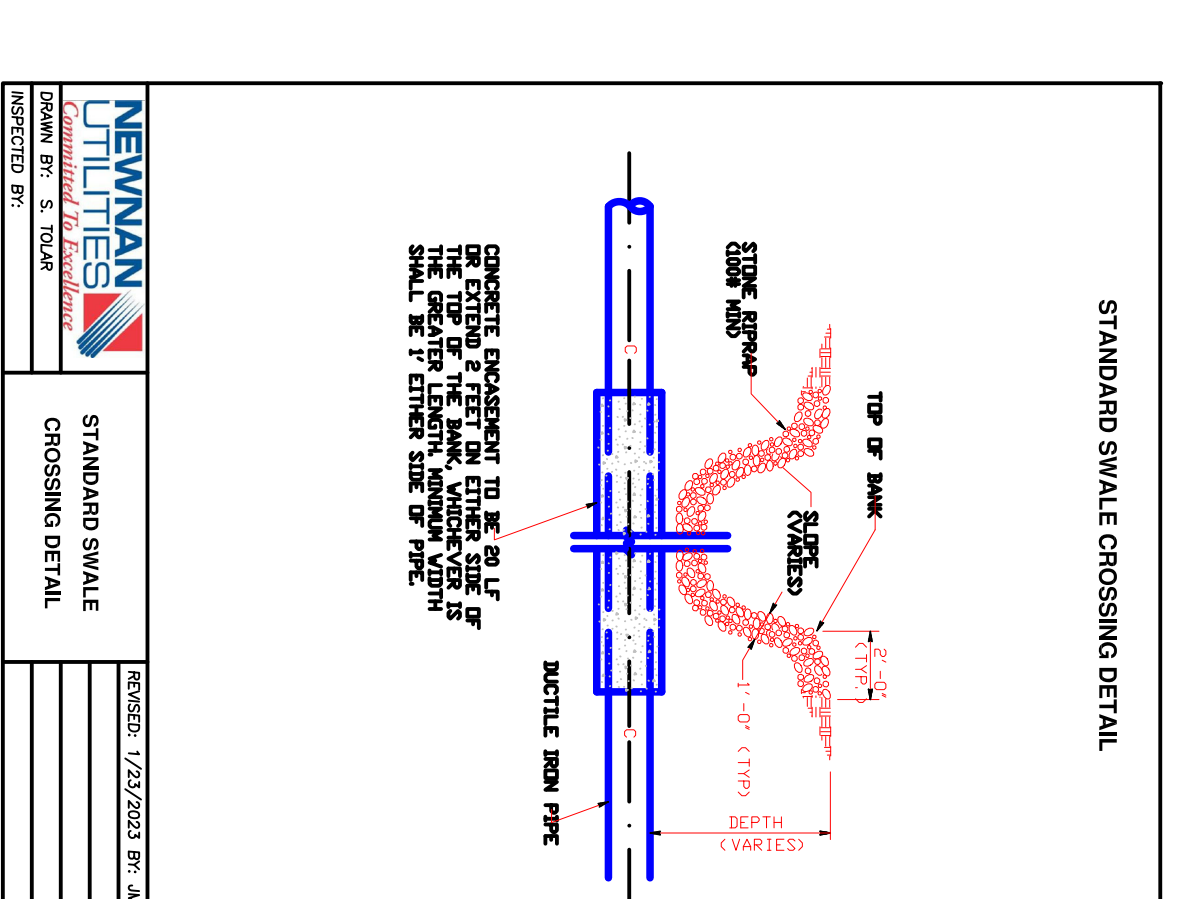 STANDARD SWALE CROSSING DETAIL
TOP OF BANK
2'-0"
(TYP.)
STONE RIPRAP
(100# MIN)
SLOPE
(VARIES)
1'-0" (TYP)
DEPTH
(VARIES)
C
C
CONCRETE ENCASEMENT TO BE 20 LF
OR EXTEND 2 FEET ON EITHER SIDE OF
THE TOP OF THE BANK, WHICHEVER IS
THE GREATER LENGTH. MINIMUM WIDTH
SHALL BE 1' EITHER SIDE OF PIPE.
DUCTILE IRON PIPE
NEWNAN
UTILITIES
Committed To Excellence
DRAWN BY: S. TOLAR
INSPECTED BY:
STANDARD SWALE
CROSSING DETAIL
REVISED: 1/23/2023 BY: